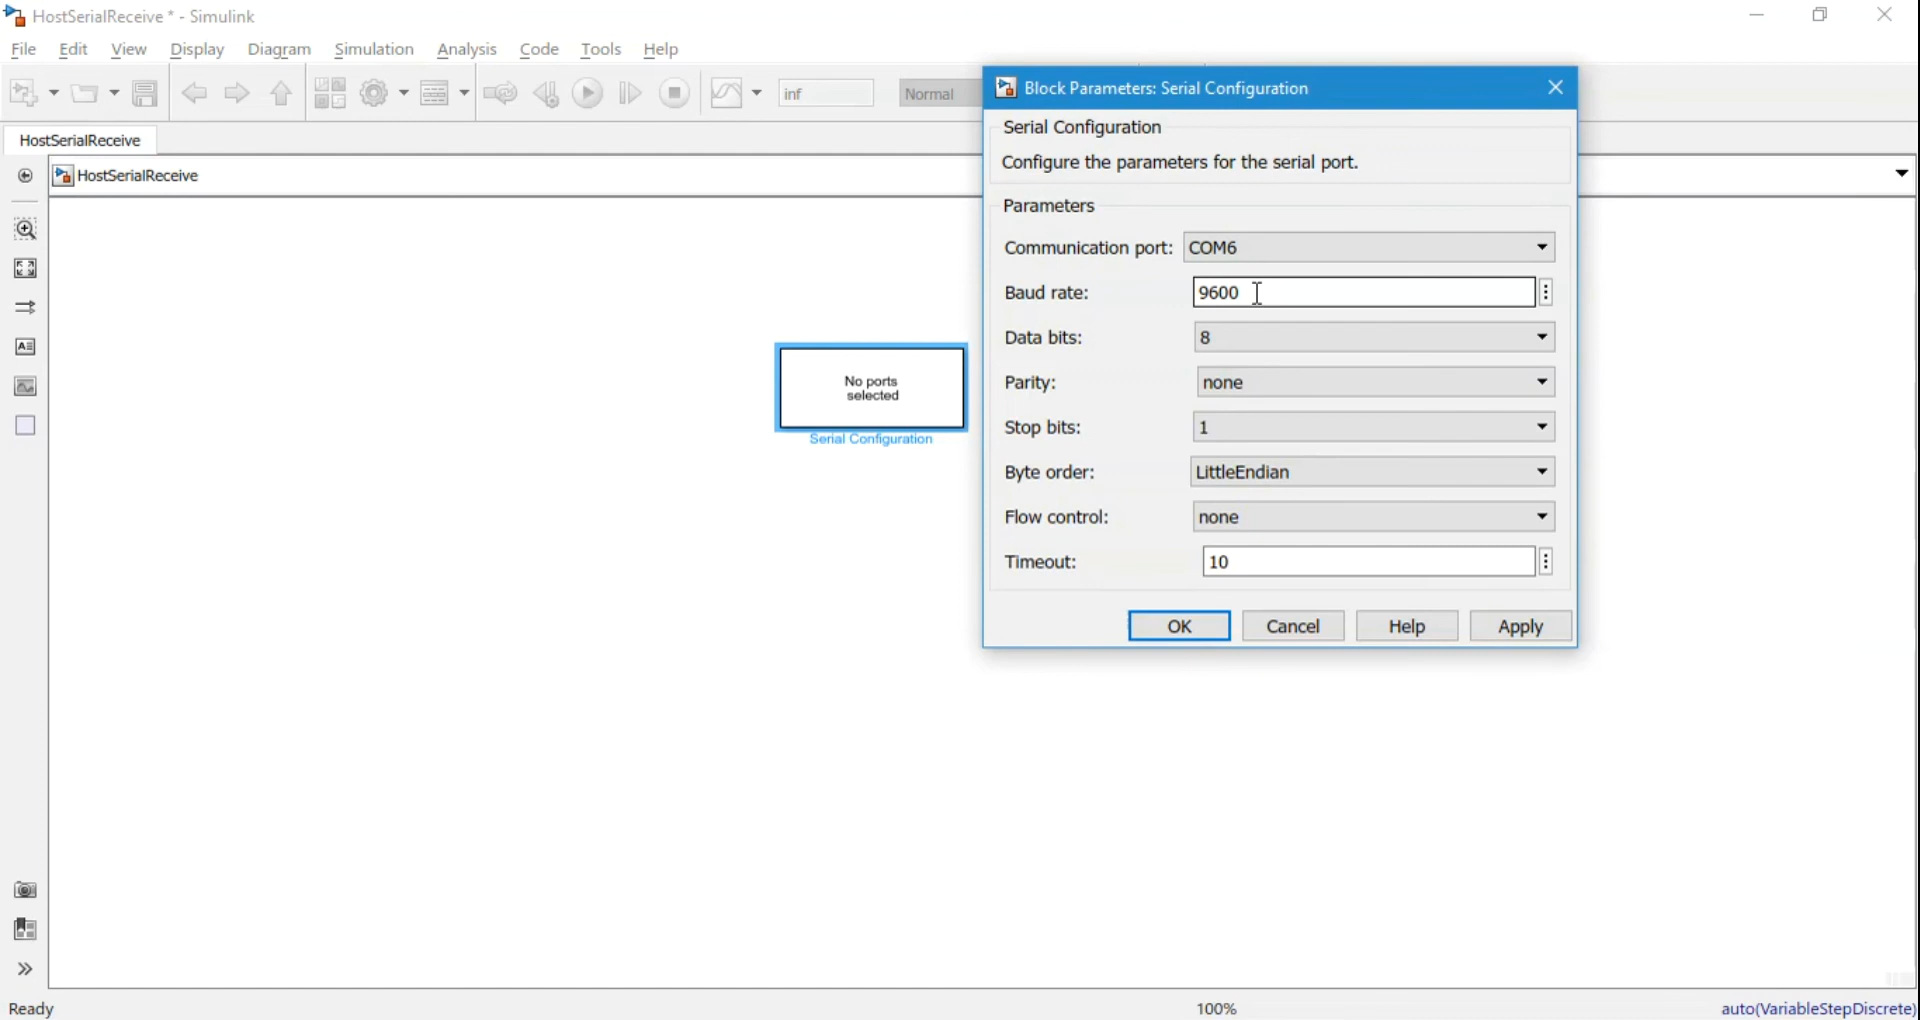 HostSerialReceive * - Simulink
File Edit View Display Diagram Simulation Analysis Code Tools Help
inf Normal
HostSerialReceive
HostSerialReceive
No ports
selected
Serial Configuration
Block Parameters: Serial Configuration
Serial Configuration
Configure the parameters for the serial port.
Parameters
Communication port: COM6
Baud rate: 9600
Data bits: 8
Parity: none
Stop bits: 1
Byte order: LittleEndian
Flow control: none
Timeout: 10
OK Cancel Help Apply
Ready 100% auto(VariableStepDiscrete)